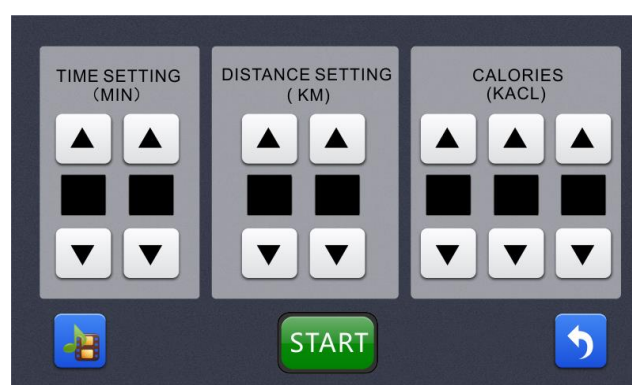 TIME SETTING
（MIN）
DISTANCE SETTING
( KM)
CALORIES
(KACL)
START